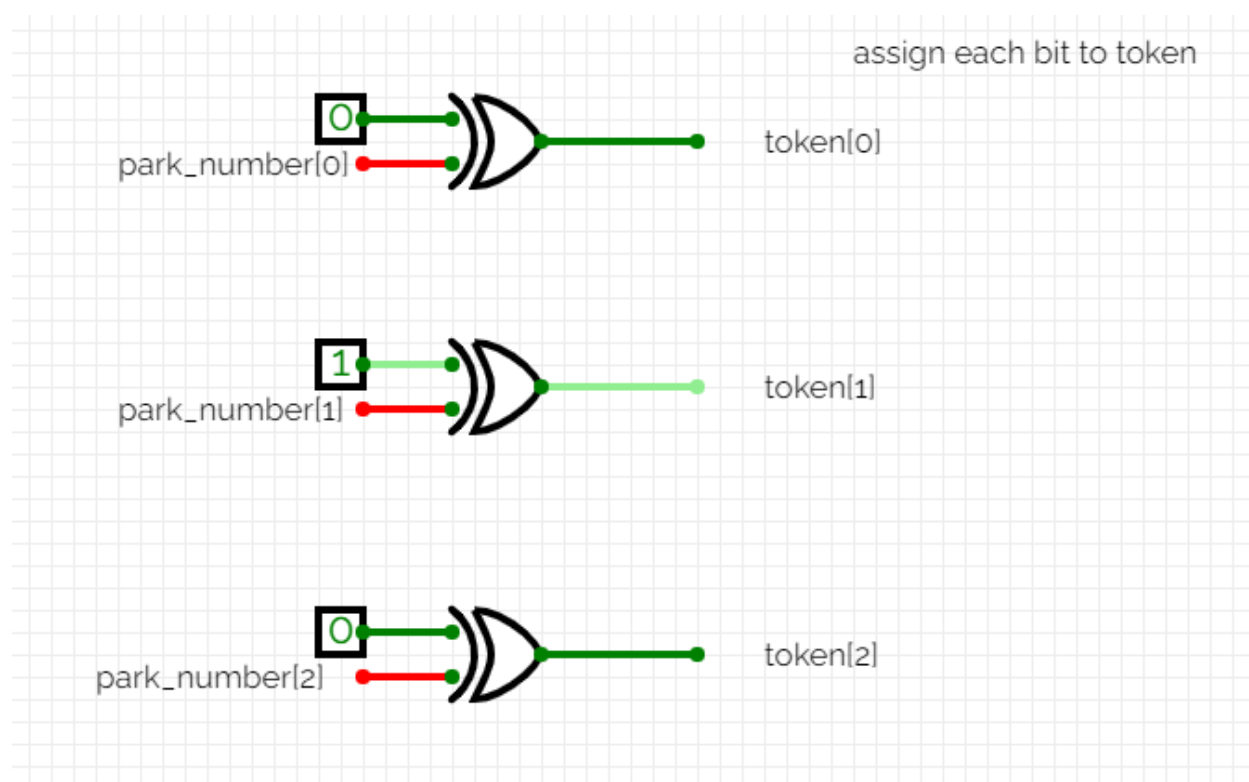 assign each bit to token
0
park_number[0]
token[0]
1
park_number[1]
token[1]
0
park_number[2]
token[2]